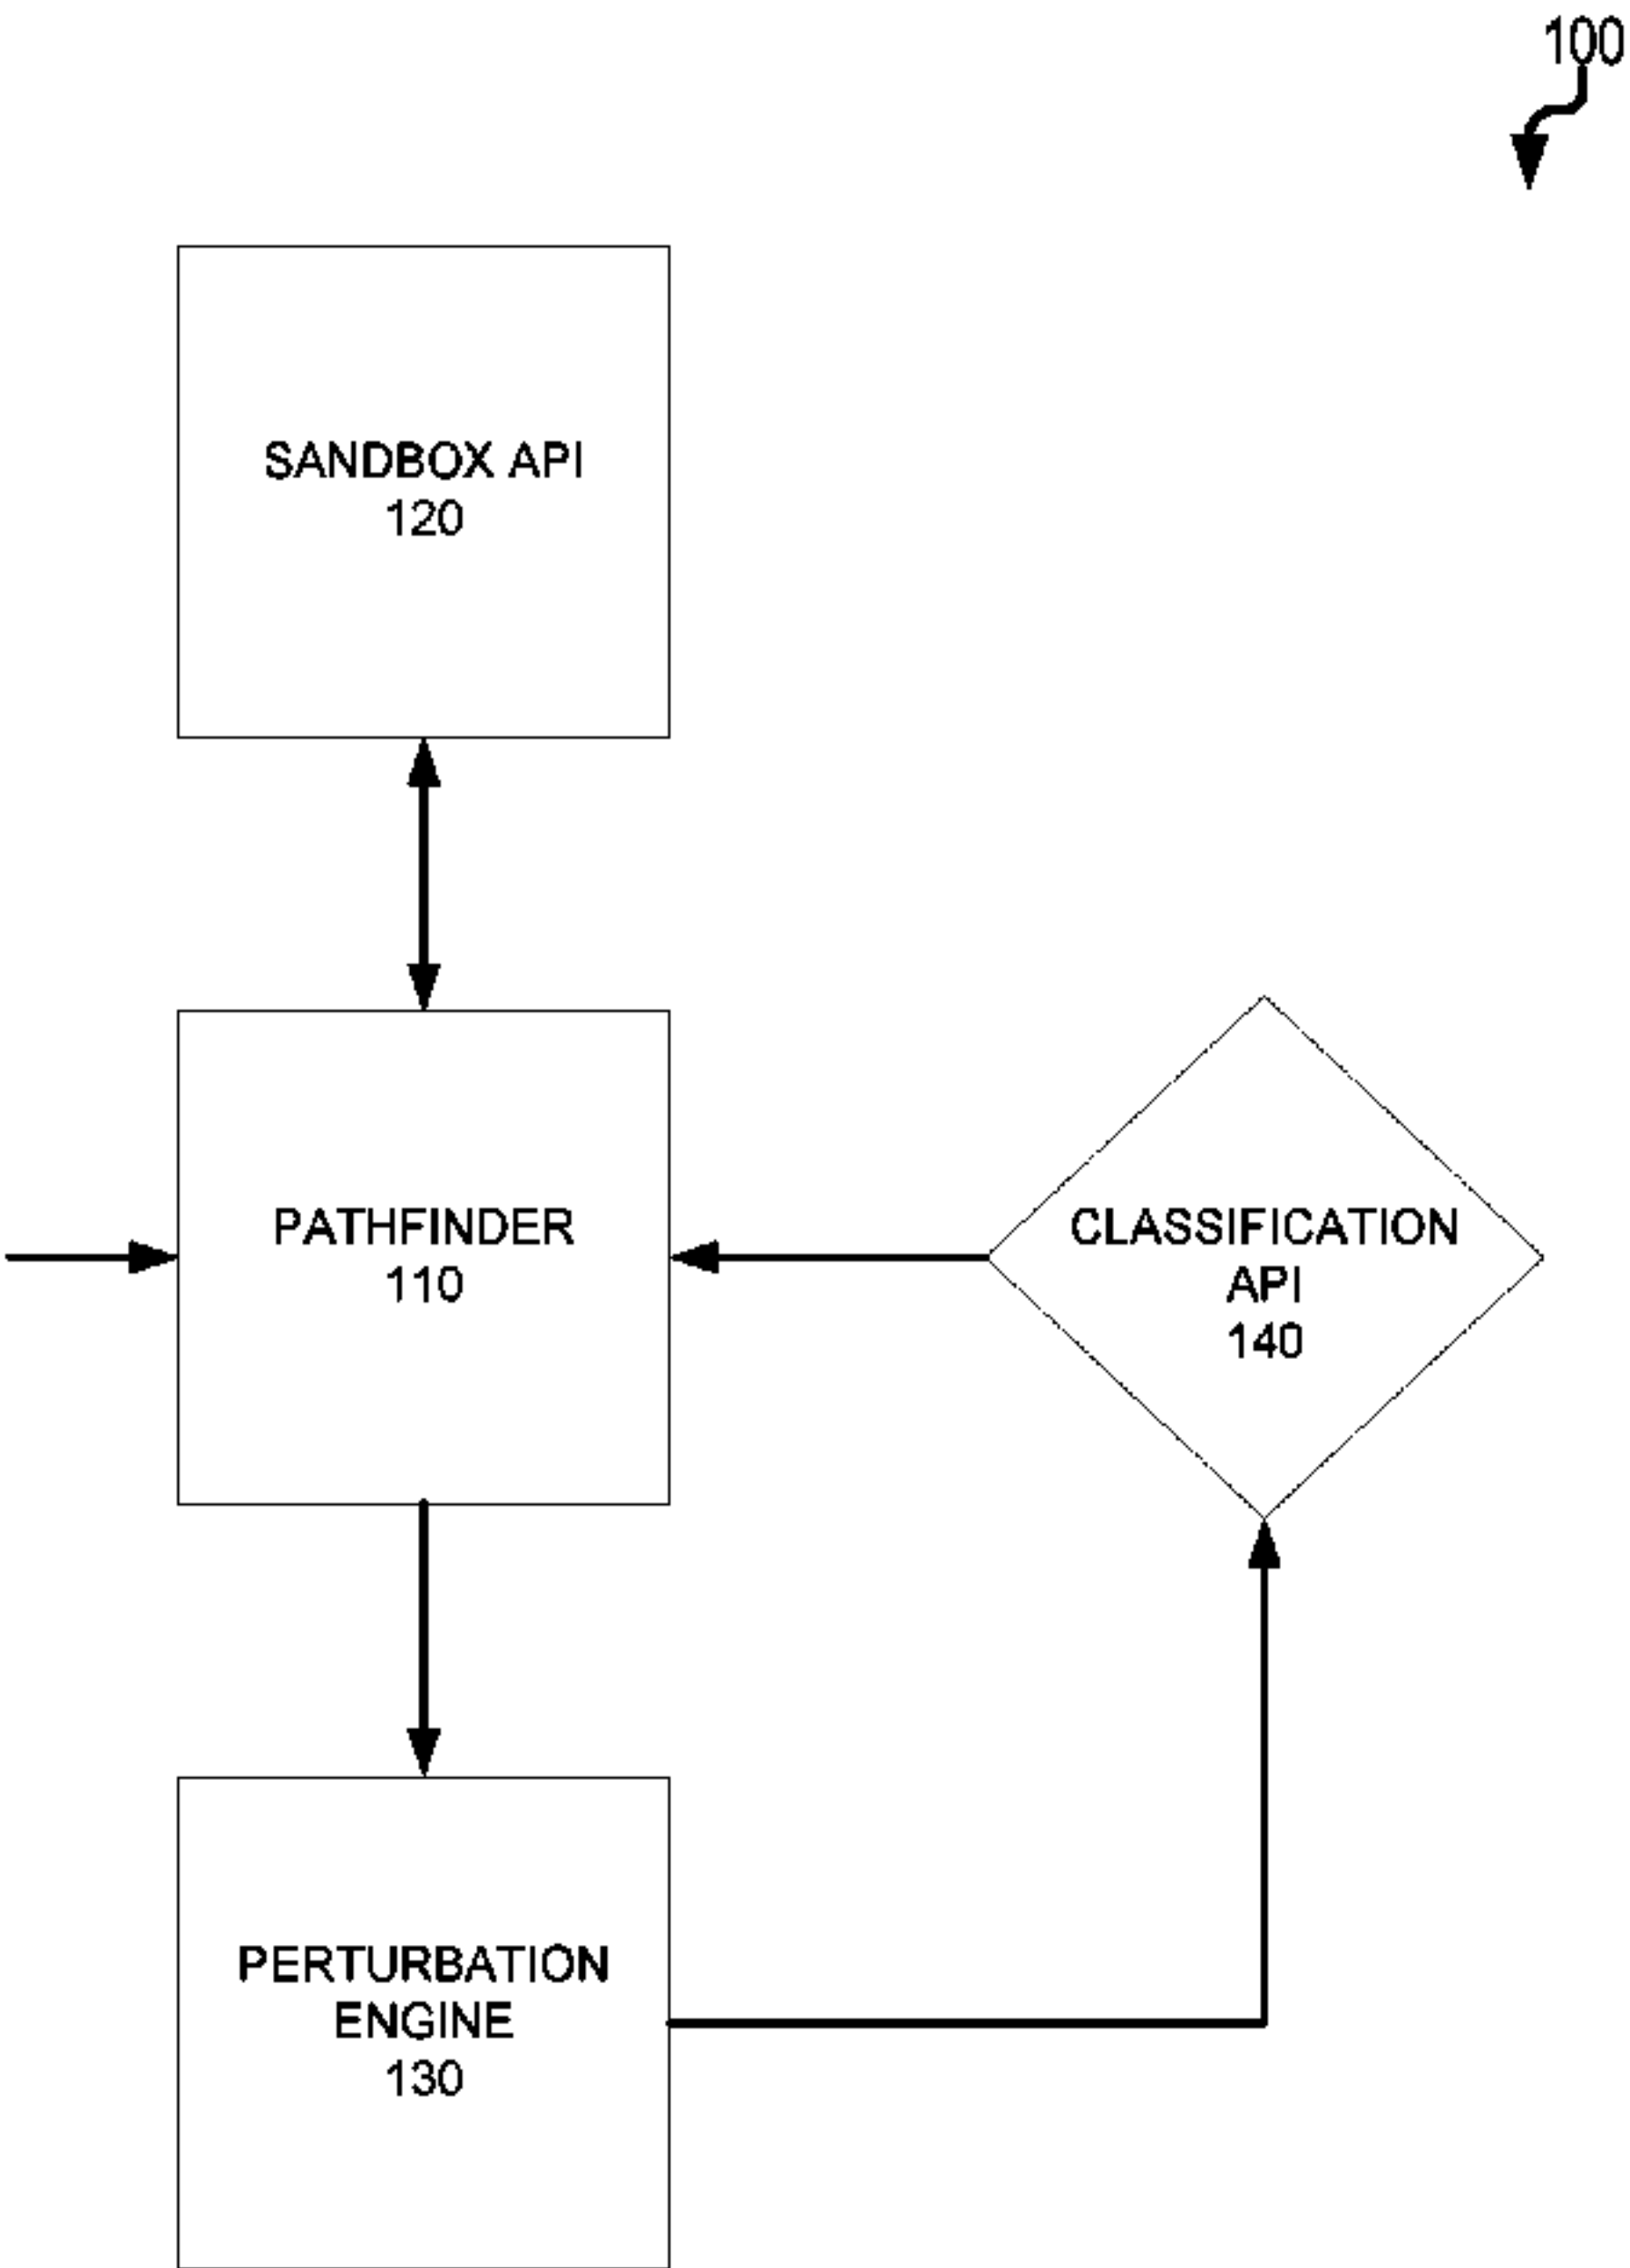 100
SANDBOX API
120
PATHFINDER
110
CLASSIFICATION
API
140
PERTURBATION
ENGINE
130